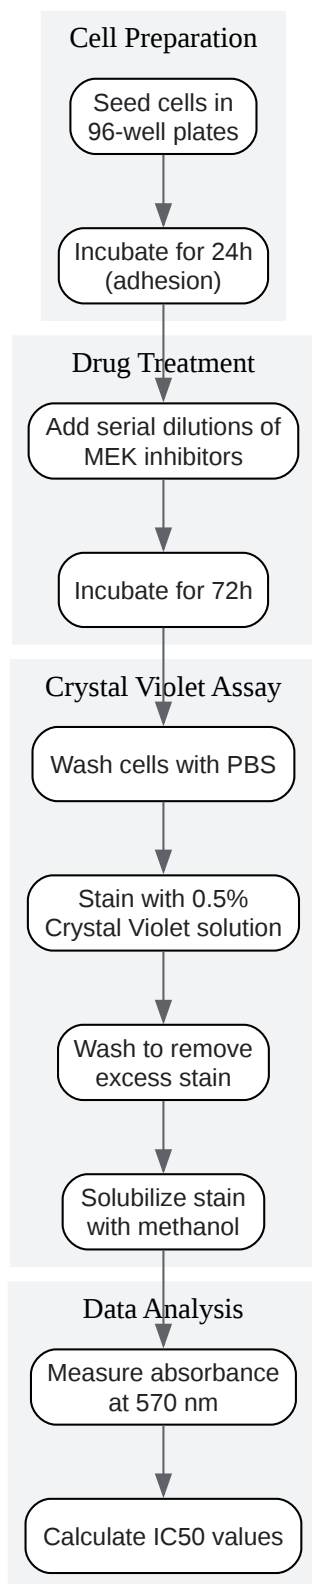 Cell Preparation
Seed cells in
96-well plates
Incubate for 24h
(adhesion)
Drug Treatment
Add serial dilutions of
MEK inhibitors
Incubate for 72h
Crystal Violet Assay
Wash cells with PBS
Stain with 0.5%
Crystal Violet solution
Wash to remove
excess stain
Solubilize stain
with methanol
Data Analysis
Measure absorbance
at 570 nm
Calculate IC50 values